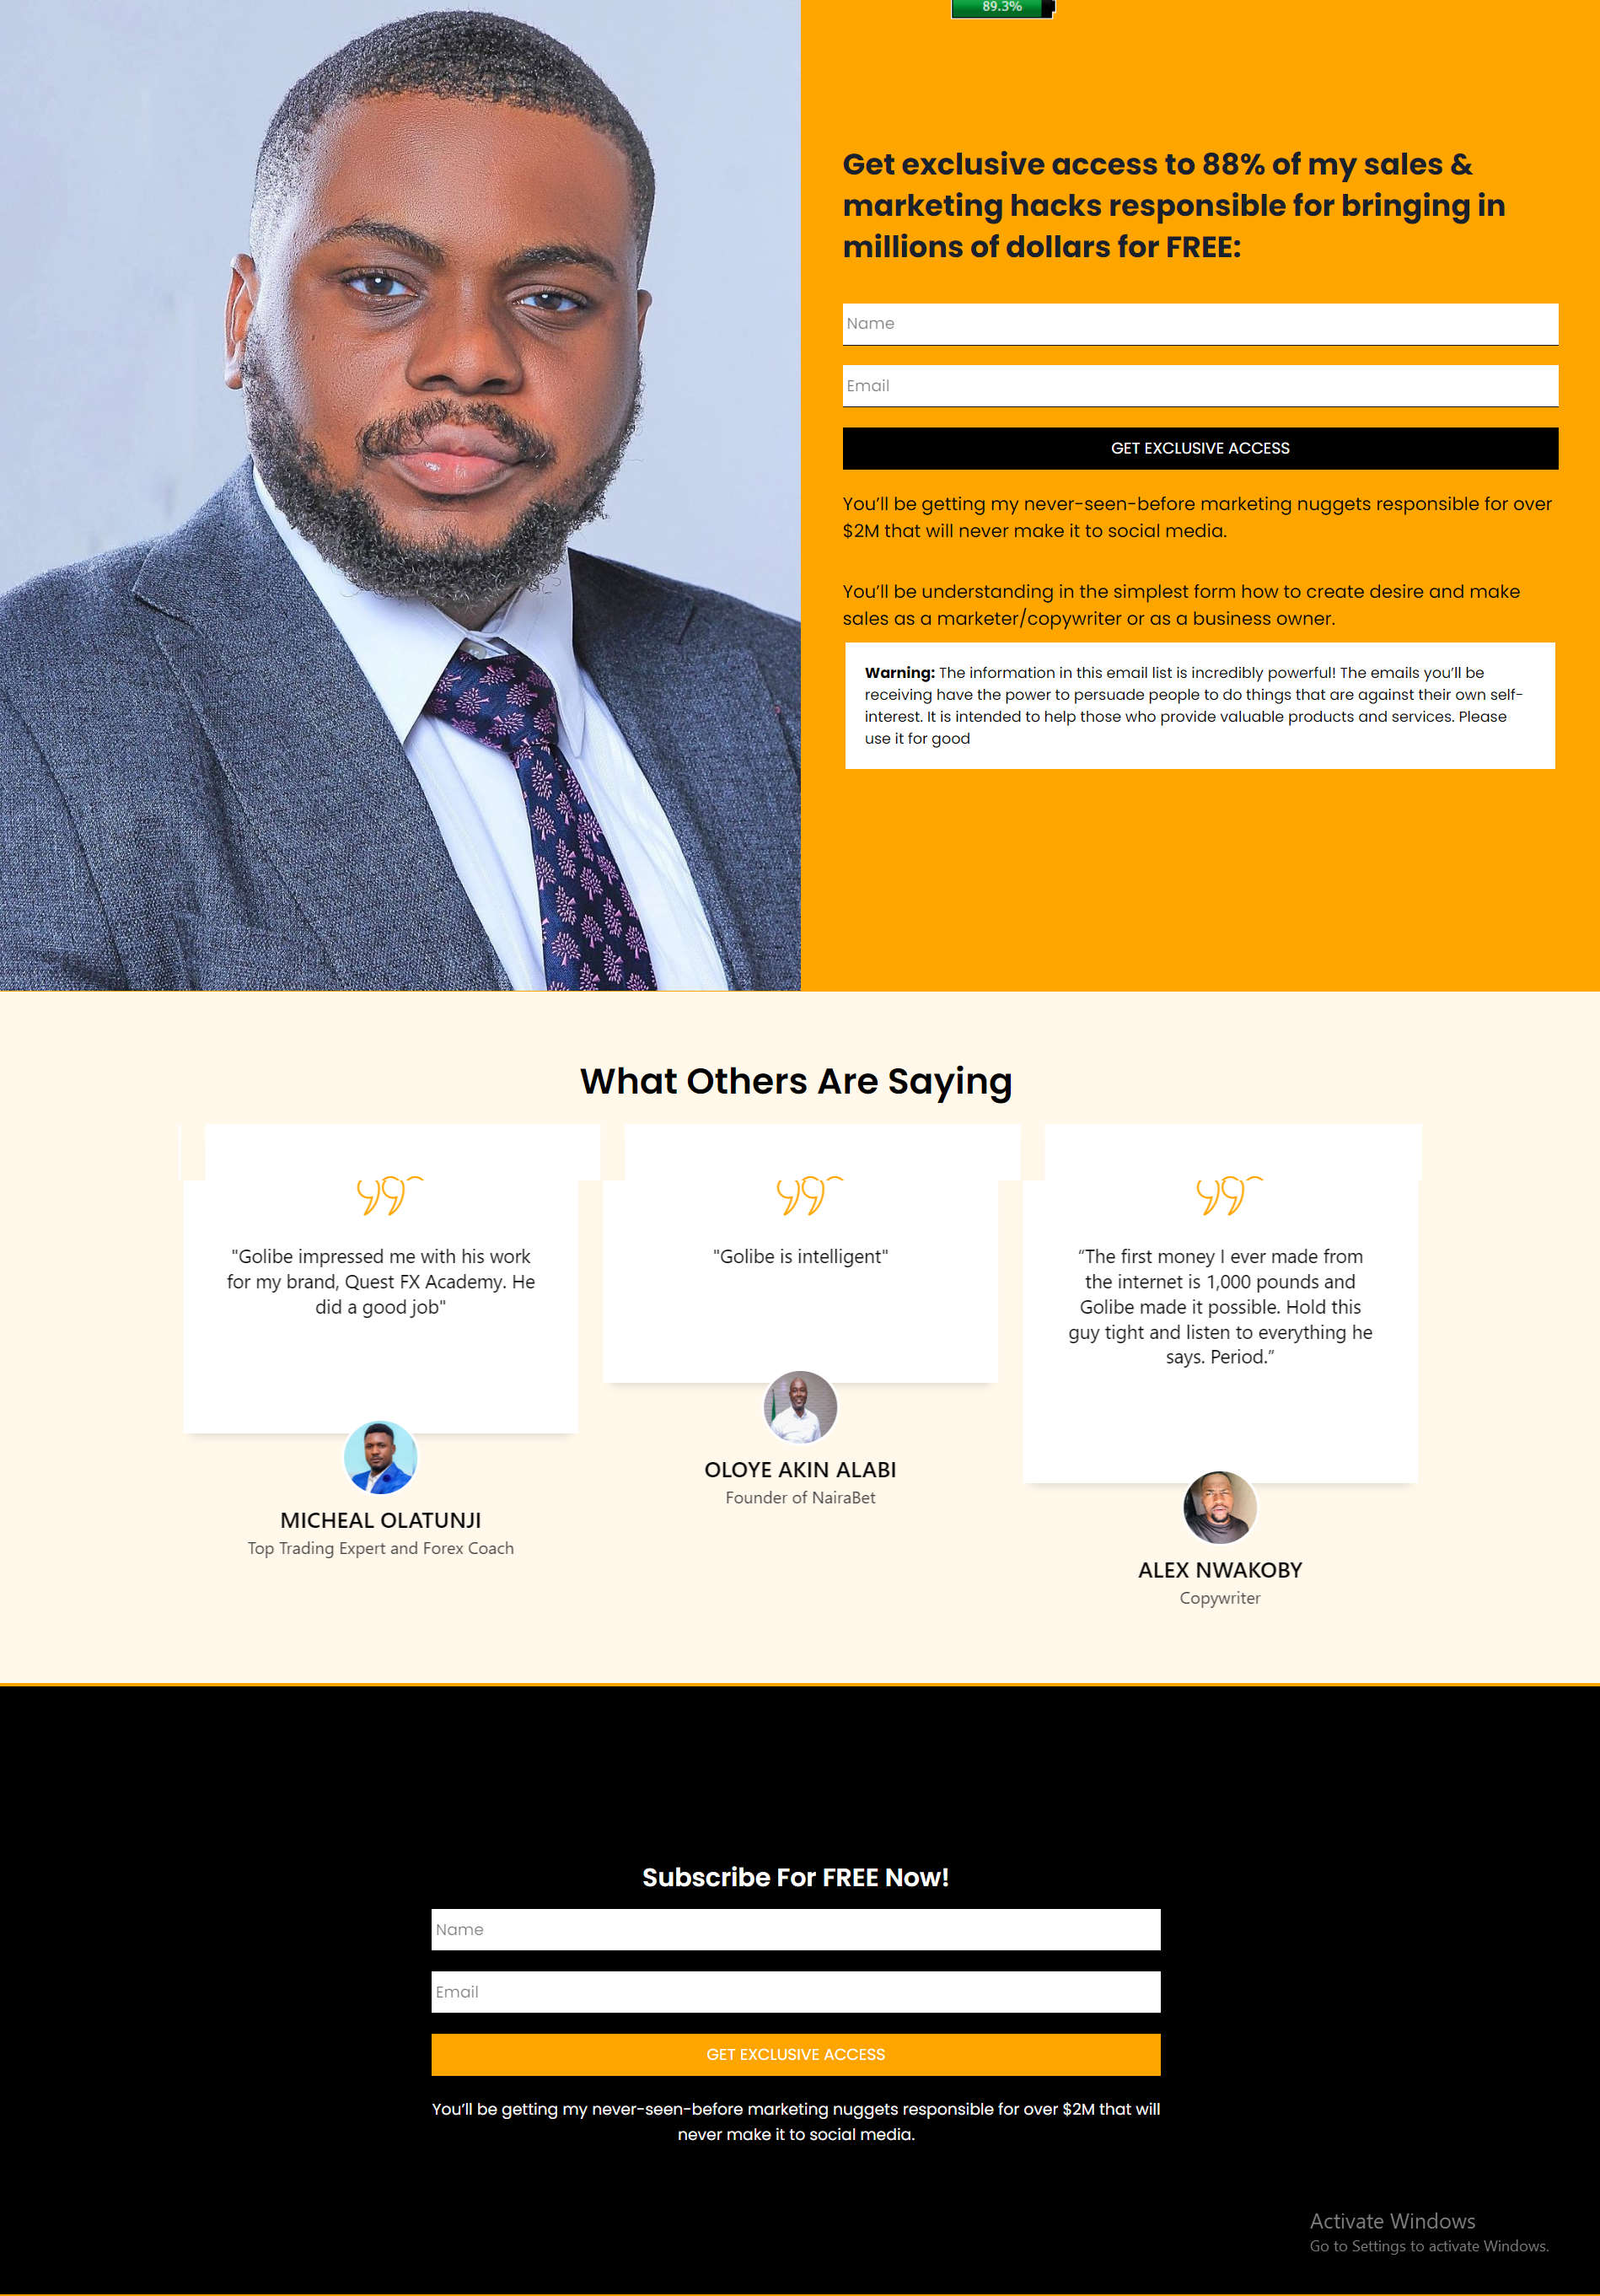 89.3%
Get exclusive access to 88% of my sales &
marketing hacks responsible for bringing in
millions of dollars for FREE:
Name
Email
GET EXCLUSIVE ACCESS
You’ll be getting my never-seen-before marketing nuggets responsible for over
$2M that will never make it to social media.
You’ll be understanding in the simplest form how to create desire and make
sales as a marketer/copywriter or as a business owner.
Warning: The information in this email list is incredibly powerful! The emails you’ll be
receiving have the power to persuade people to do things that are against their own self-
interest. It is intended to help those who provide valuable products and services. Please
use it for good
What Others Are Saying
"Golibe impressed me with his work
for my brand, Quest FX Academy. He
did a good job"
MICHEAL OLATUNJI
Top Trading Expert and Forex Coach
"Golibe is intelligent"
OLOYE AKIN ALABI
Founder of NairaBet
“The first money I ever made from
the internet is 1,000 pounds and
Golibe made it possible. Hold this
guy tight and listen to everything he
says. Period.”
ALEX NWAKOBY
Copywriter
Subscribe For FREE Now!
Name
Email
GET EXCLUSIVE ACCESS
You’ll be getting my never-seen-before marketing nuggets responsible for over $2M that will
never make it to social media.
Activate Windows
Go to Settings to activate Windows.